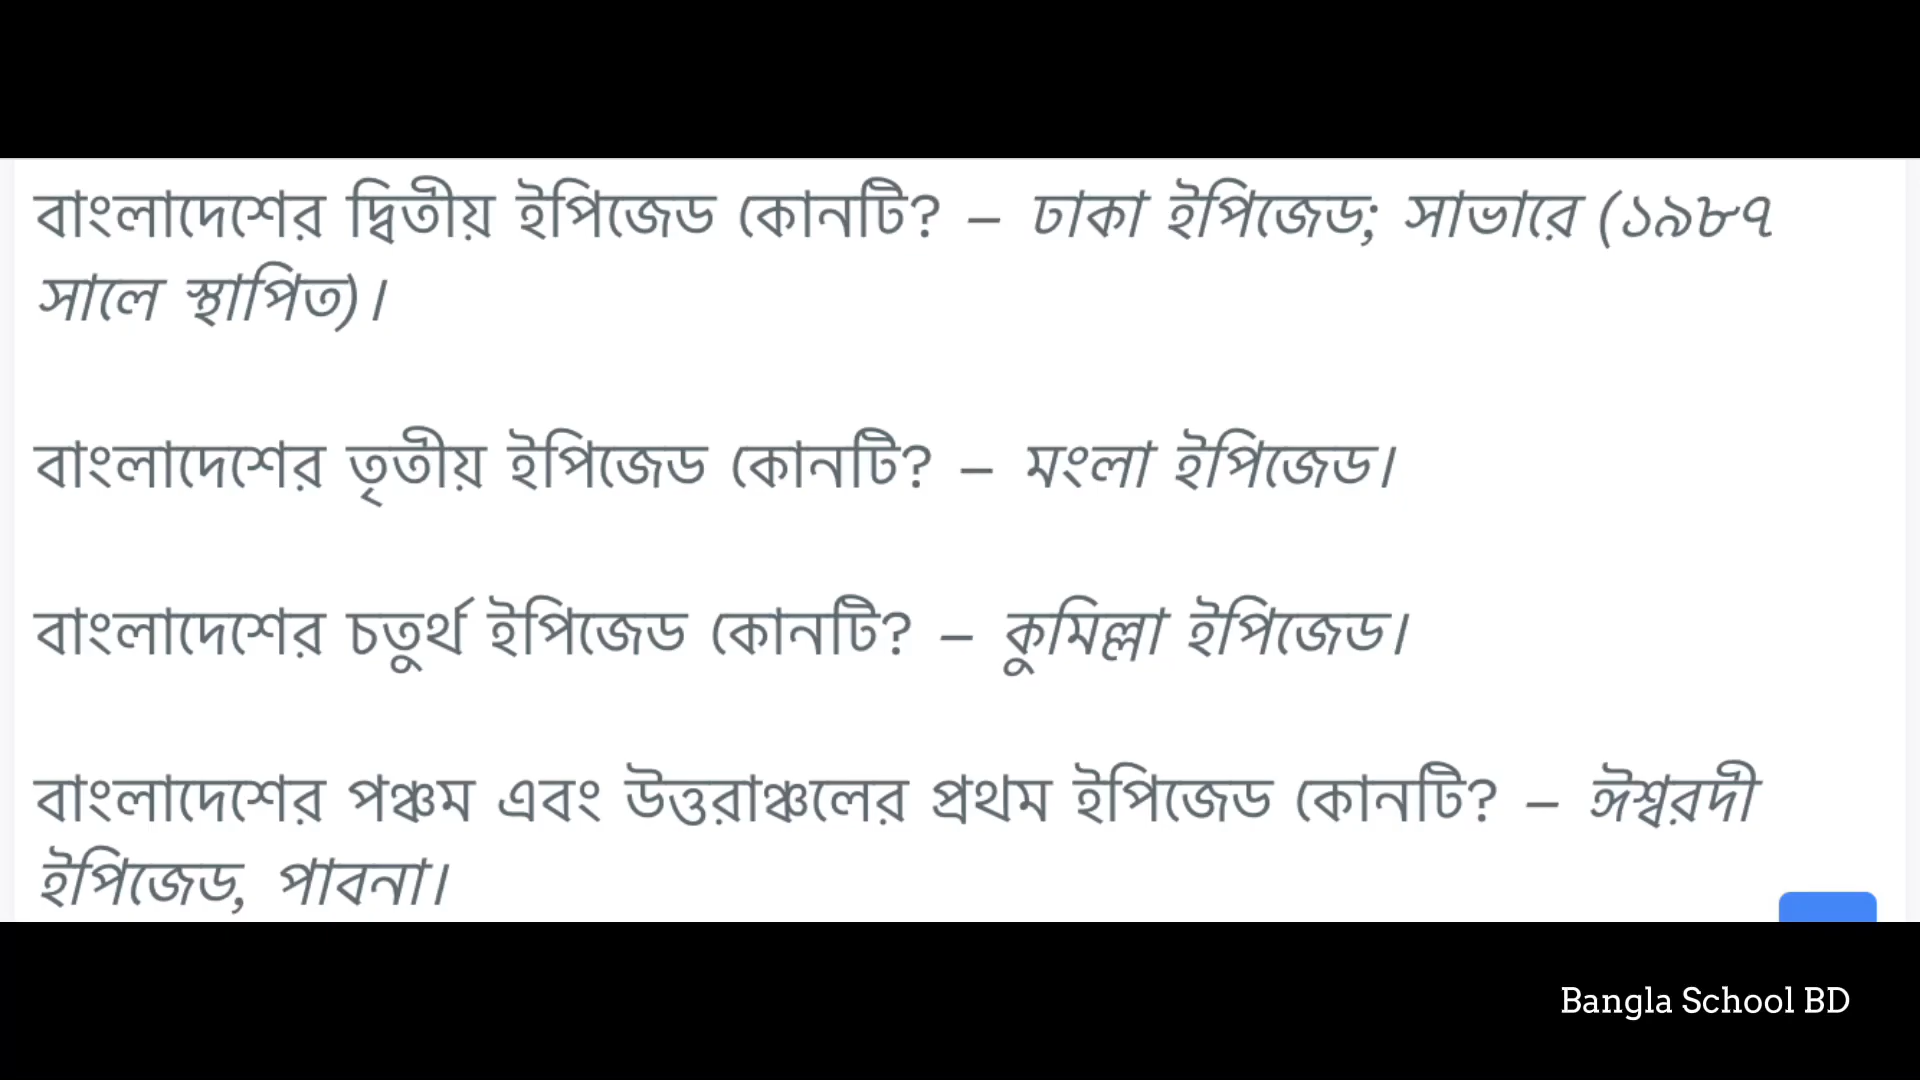 বাংলাদেশের দ্বিতীয় ইপিজেড কোনটি? – ঢাকা ইপিজেড; সাভারে (১৯৮৭
সালে স্থাপিত)।
বাংলাদেশের তৃতীয় ইপিজেড কোনটি? – মংলা ইপিজেড।
বাংলাদেশের চতুর্থ ইপিজেড কোনটি? – কুমিল্লা ইপিজেড।
বাংলাদেশের পঞ্চম এবং উত্তরাঞ্চলের প্রথম ইপিজেড কোনটি? – ঈশ্বরদী
ইপিজেড, পাবনা।
Bangla School BD